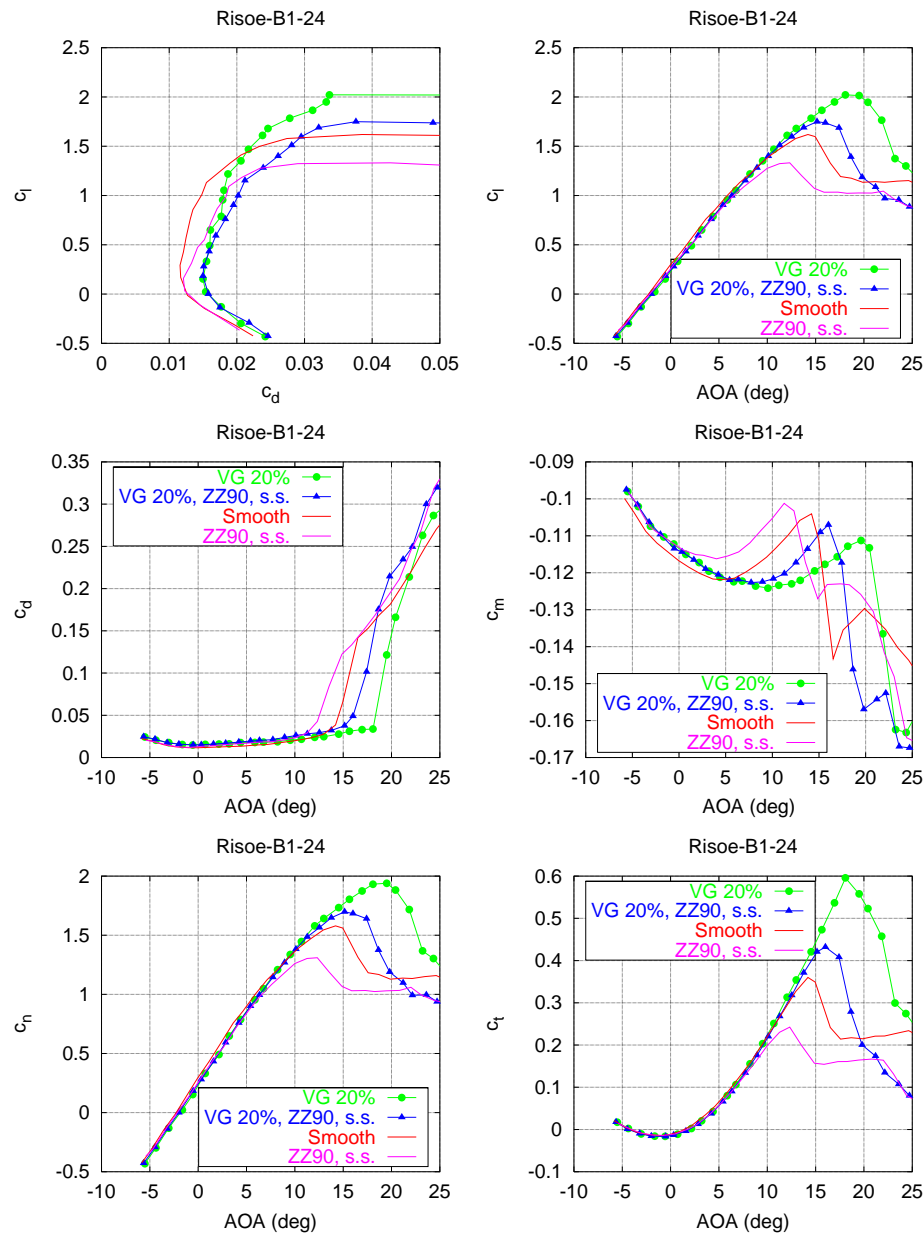 Risoe-B1-24
2.5
2
1.5
1
0.5
0
-0.5
0
0.01
0.02
0.03
0.04
0.05
c_l
c_d
Risoe-B1-24
2.5
2
1.5
1
0.5
0
-0.5
-10
-5
0
5
10
15
20
25
c_l
AOA (deg)
VG 20%
VG 20%, ZZ90, s.s.
Smooth
ZZ90, s.s.
Risoe-B1-24
0.35
0.3
0.25
0.2
0.15
0.1
0.05
0
-10
-5
0
5
10
15
20
25
c_d
AOA (deg)
VG 20%
VG 20%, ZZ90, s.s.
Smooth
ZZ90, s.s.
Risoe-B1-24
-0.09
-0.1
-0.11
-0.12
-0.13
-0.14
-0.15
-0.16
-0.17
-10
-5
0
5
10
15
20
25
c_m
AOA (deg)
VG 20%
VG 20%, ZZ90, s.s.
Smooth
ZZ90, s.s.
Risoe-B1-24
2
1.5
1
0.5
0
-0.5
-10
-5
0
5
10
15
20
25
c_n
AOA (deg)
VG 20%
VG 20%, ZZ90, s.s.
Smooth
ZZ90, s.s.
Risoe-B1-24
0.6
0.5
0.4
0.3
0.2
0.1
0
-0.1
-10
-5
0
5
10
15
20
25
c_t
AOA (deg)
VG 20%
VG 20%, ZZ90, s.s.
Smooth
ZZ90, s.s.